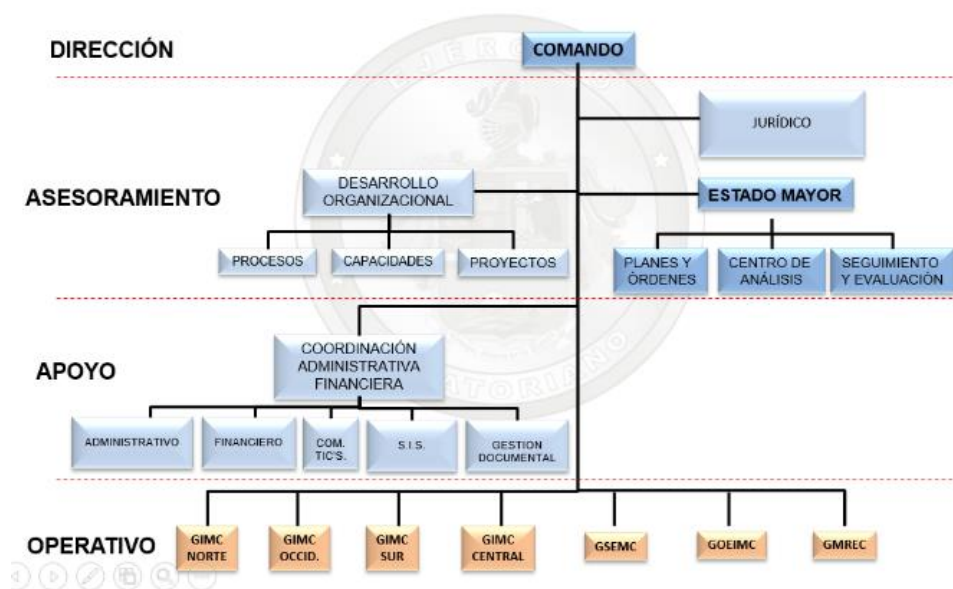 DIRECCIÓN
COMANDO
JURÍDICO
ASESORAMIENTO
DESARROLLO
ORGANIZACIONAL
ESTADO MAYOR
PROCESOS
CAPACIDADES
PROYECTOS
PLANES Y
ÓRDENES
CENTRO DE
ANÁLISIS
SEGUIMIENTO
Y EVALUACIÓN
APOYO
COORDINACIÓN
ADMINISTRATIVA
FINANCIERA
ADMINISTRATIVO
FINANCIERO
COM.
TIC'S.
S.I.S.
GESTION
DOCUMENTAL
OPERATIVO
GIMC
NORTE
GIMC
OCCID.
GIMC
SUR
GIMC
CENTRAL
GSEMC
GOEIMC
GMREC